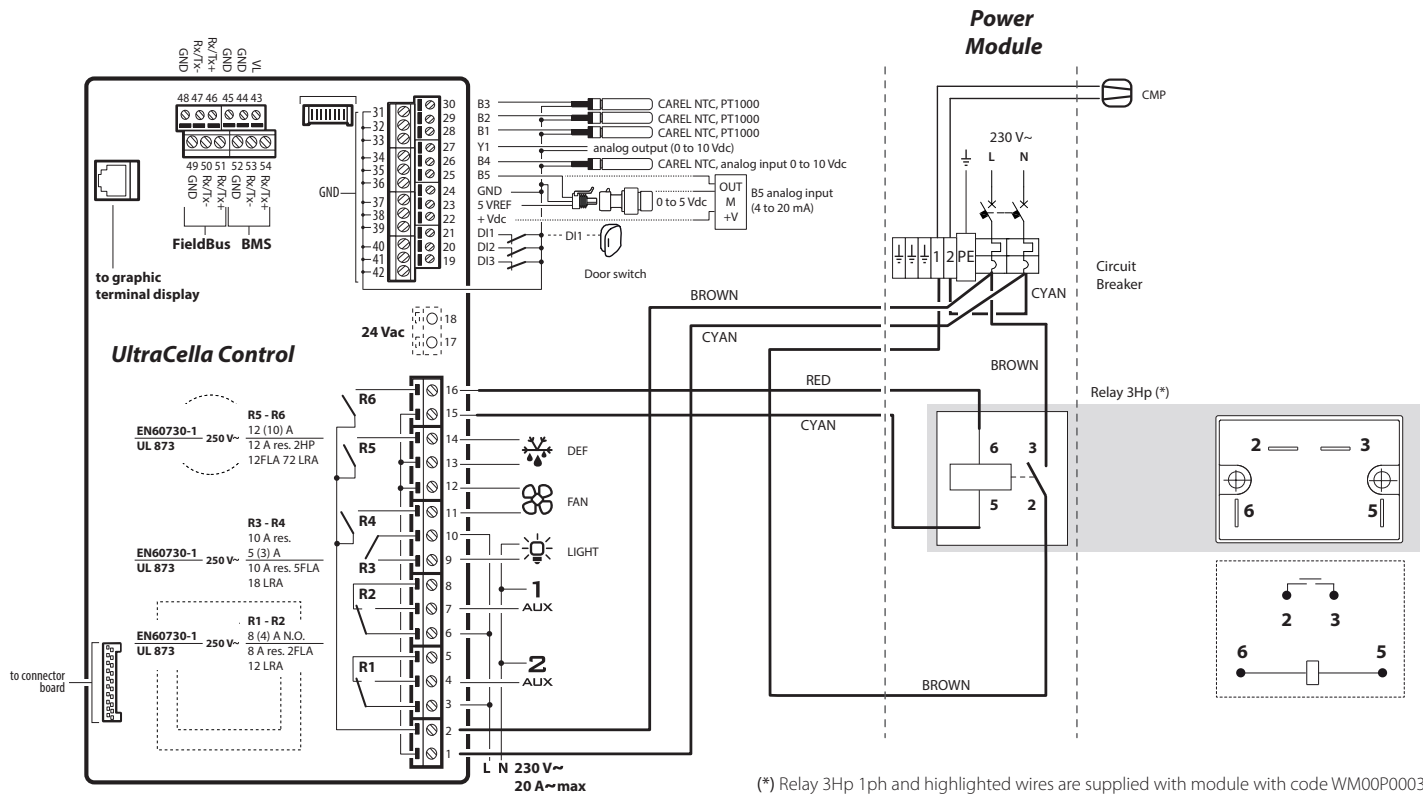 Power
Module
GND
Rx/Tx-
Rx/Tx+
GND
GND
VL
48 47 46 45 44 43
49 50 51 52 53 54
GND
Rx/Tx-
Rx/Tx+
GND
Rx/Tx-
Rx/Tx+
FieldBus BMS
to graphic
terminal display
GND
31
32
33
34
35
36
37
38
39
40
41
42
30
29
28
27
26
25
24
23
22
21
20
19
B3
B2
B1
Y1
B4
B5
GND
5 VREF
+ Vdc
DI1
DI2
DI3
CAREL NTC, PT1000
CAREL NTC, PT1000
CAREL NTC, PT1000
analog output (0 to 10 Vdc)
CAREL NTC, analog input 0 to 10 Vdc
0 to 5 Vdc
OUT
M
+V
B5 analog input
(4 to 20 mA)
DI1
Door switch
24 Vac
18
17
UltraCella Control
R5 - R6
EN60730-1
UL 873
250 V~
12 (10) A
12 A res. 2HP
12FLA 72 LRA
R3 - R4
10 A res.
EN60730-1
UL 873
250 V~
5 (3) A
10 A res. 5FLA
18 LRA
R1 - R2
EN60730-1
UL 873
250 V~
8 (4) A N.O.
8 A res. 2FLA
12 LRA
to connector
board
R6
R5
R4
R3
R2
R1
16
15
14
13
12
11
10
9
8
7
6
5
4
3
2
1
DEF
FAN
LIGHT
1
AUX
2
AUX
L N 230 V~
20 A~max
BROWN
CYAN
RED
CYAN
BROWN
CMP
230 V~
L N
1 2 PE
CYAN
BROWN
Circuit
Breaker
Relay 3Hp (*)
6 3
5 2
2 3
6 5
2 3
6 5
(*) Relay 3Hp 1ph and highlighted wires are supplied with module with code WM00P0003